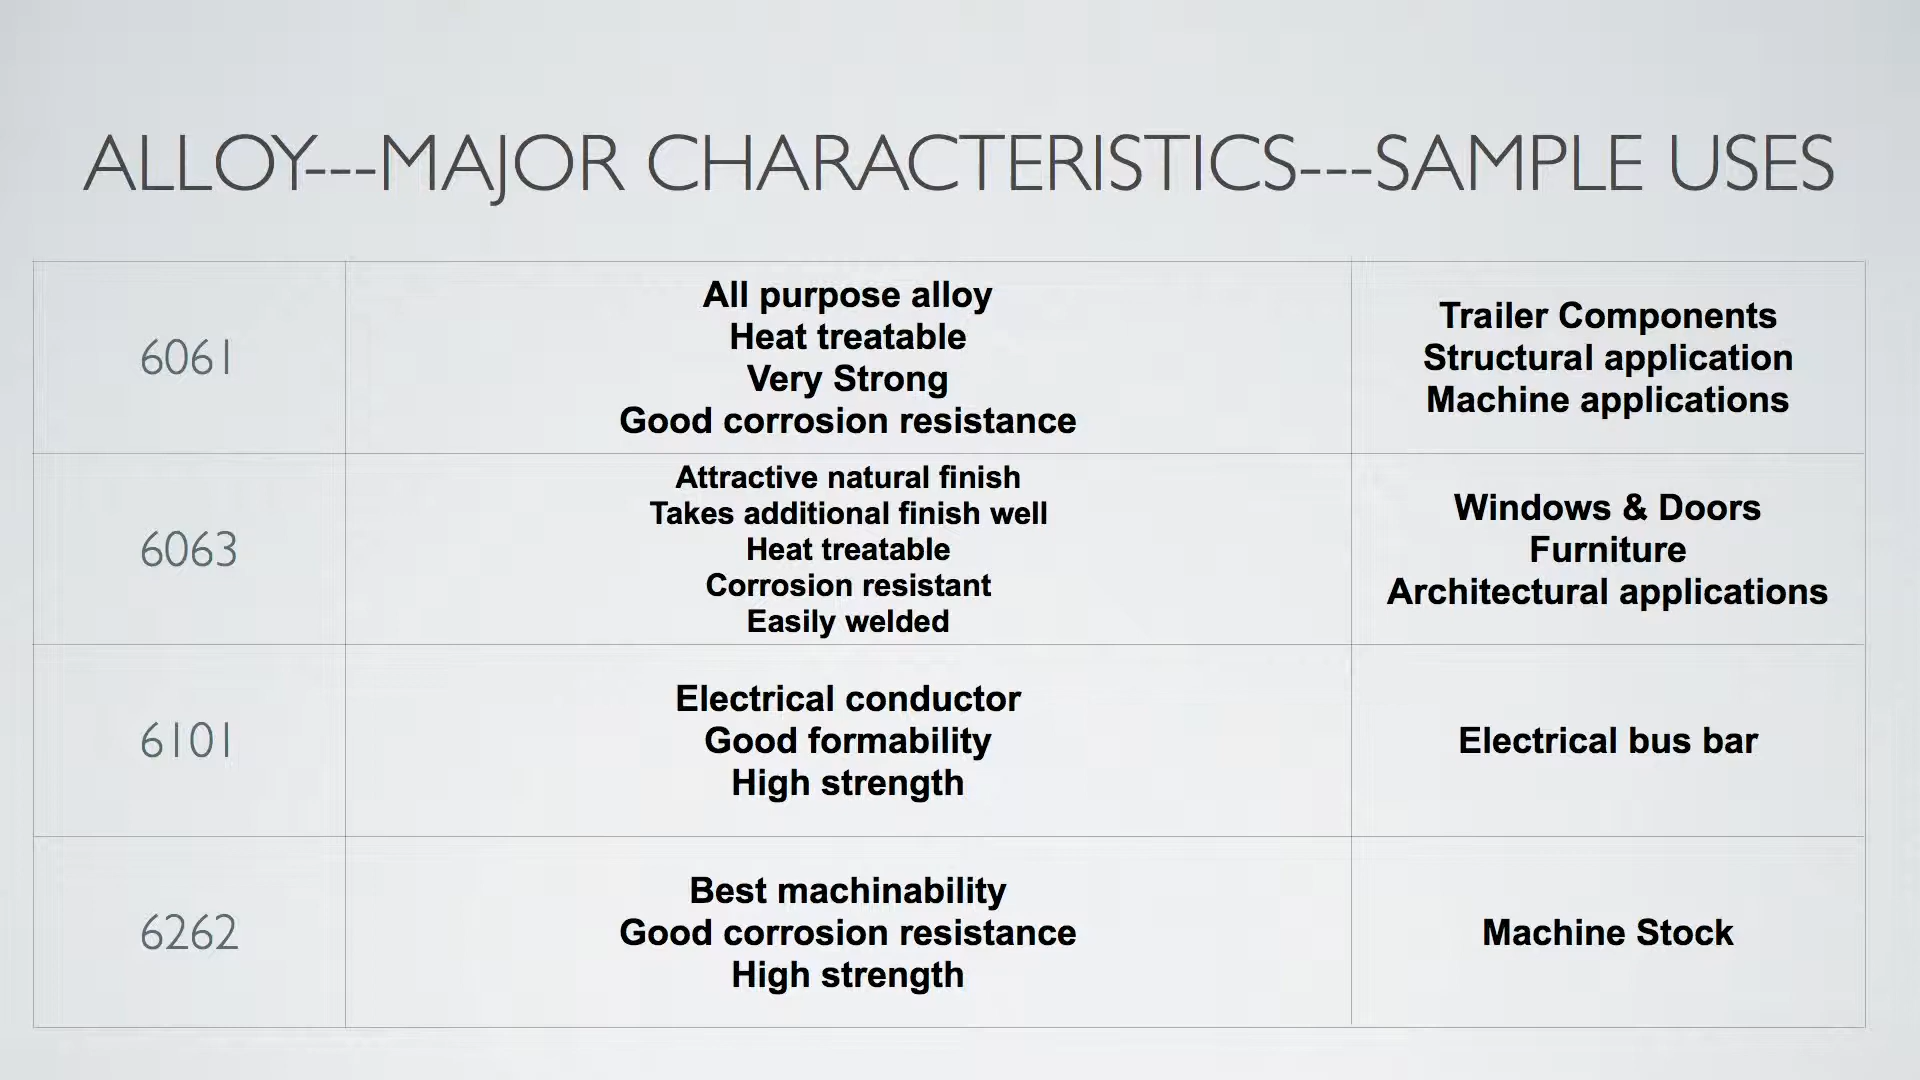 ALLOY---MAJOR CHARACTERISTICS---SAMPLE USES
6061
All purpose alloy
Heat treatable
Very Strong
Good corrosion resistance
Trailer Components
Structural application
Machine applications
6063
Attractive natural finish
Takes additional finish well
Heat treatable
Corrosion resistant
Easily welded
Windows & Doors
Furniture
Architectural applications
6101
Electrical conductor
Good formability
High strength
Electrical bus bar
6262
Best machinability
Good corrosion resistance
High strength
Machine Stock